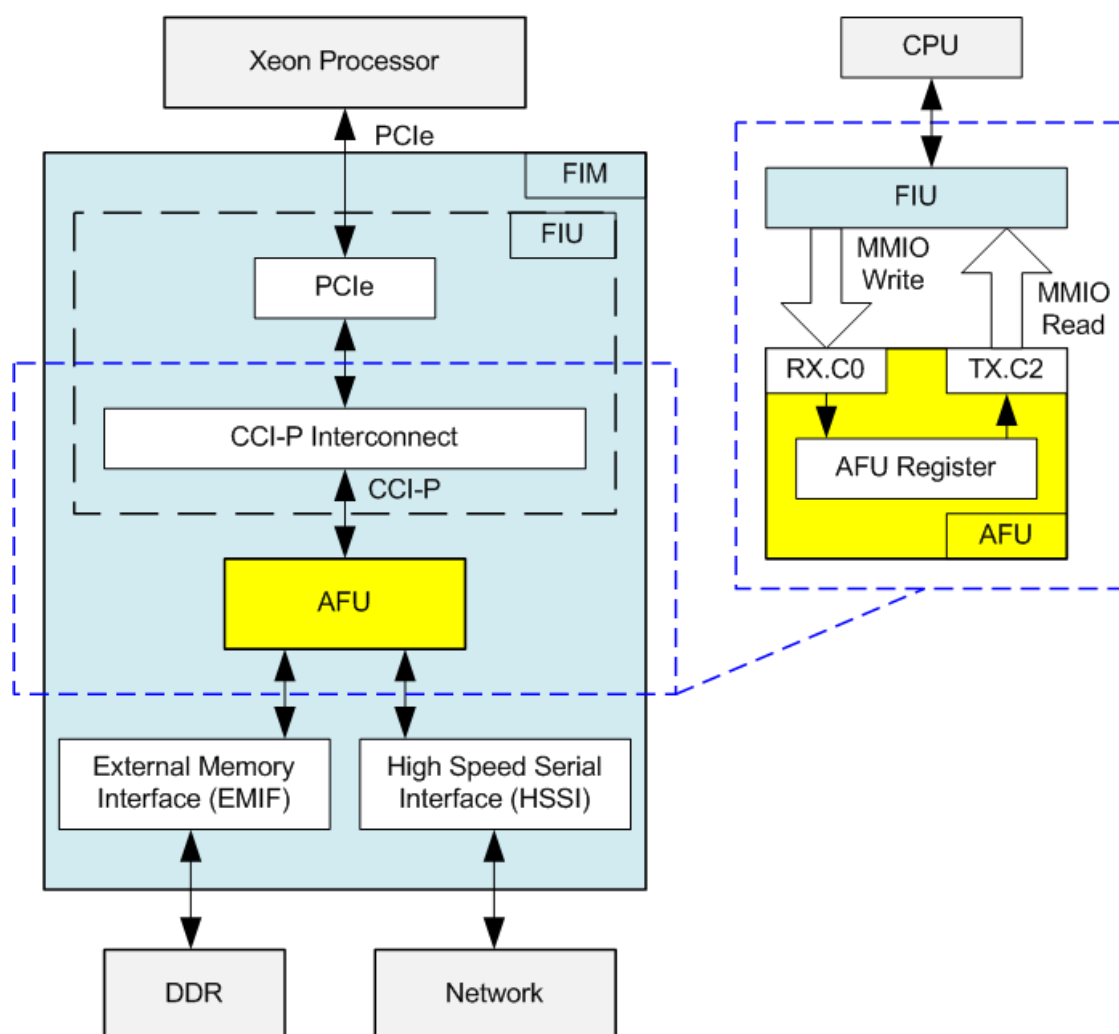 Xeon Processor
PCIe
FIM
FIU
PCIe
CCI-P Interconnect
CCI-P
AFU
External Memory
Interface (EMIF)
High Speed Serial
Interface (HSSI)
DDR
Network
CPU
FIU
MMIO
Write
MMIO
Read
RX.C0
TX.C2
AFU Register
AFU